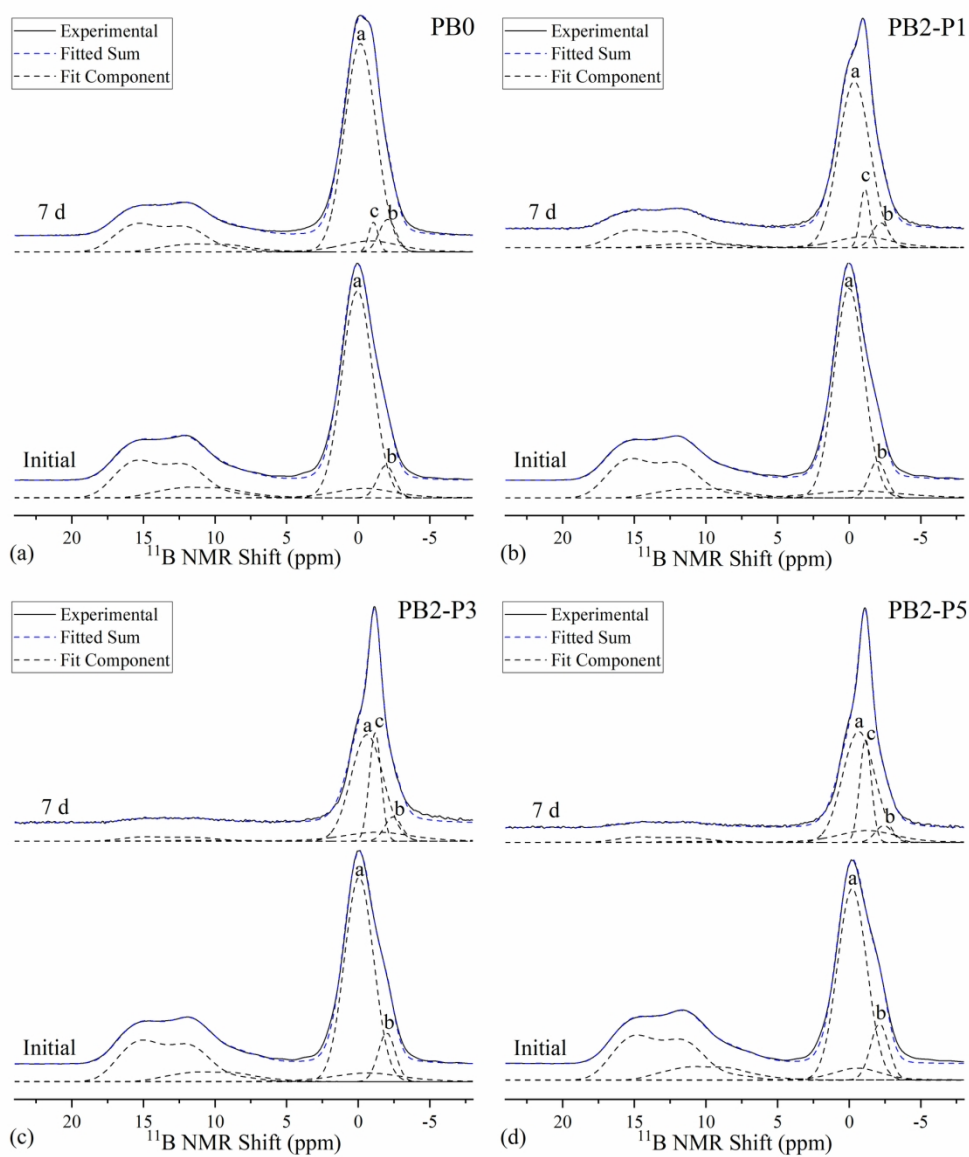 Experimental
Fitted Sum
Fit Component
PB0
a
c
b
7 d
a
b
Initial
20 15 10 5 0 -5
(a)
¹¹B NMR Shift (ppm)
Experimental
Fitted Sum
Fit Component
PB2-P1
a
c
b
7 d
a
b
Initial
20 15 10 5 0 -5
(b)
¹¹B NMR Shift (ppm)
Experimental
Fitted Sum
Fit Component
PB2-P3
a c
b
7 d
a
b
Initial
20 15 10 5 0 -5
(c)
¹¹B NMR Shift (ppm)
Experimental
Fitted Sum
Fit Component
PB2-P5
a
c
b
7 d
a
b
Initial
20 15 10 5 0 -5
(d)
¹¹B NMR Shift (ppm)